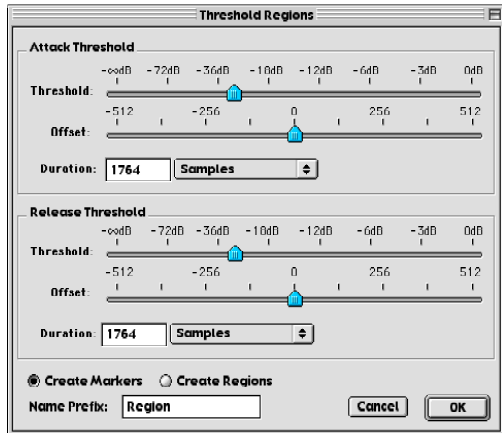 Threshold Regions
Attack Threshold
-∞dB -72dB -36dB -18dB -12dB -6dB -3dB 0dB
Threshold:
-512 -256 0 256 512
Offset:
Duration: 1764 Samples
Release Threshold
-∞dB -72dB -36dB -18dB -12dB -6dB -3dB 0dB
Threshold:
-512 -256 0 256 512
Offset:
Duration: 1764 Samples
Create Markers Create Regions
Name Prefix: Region Cancel OK